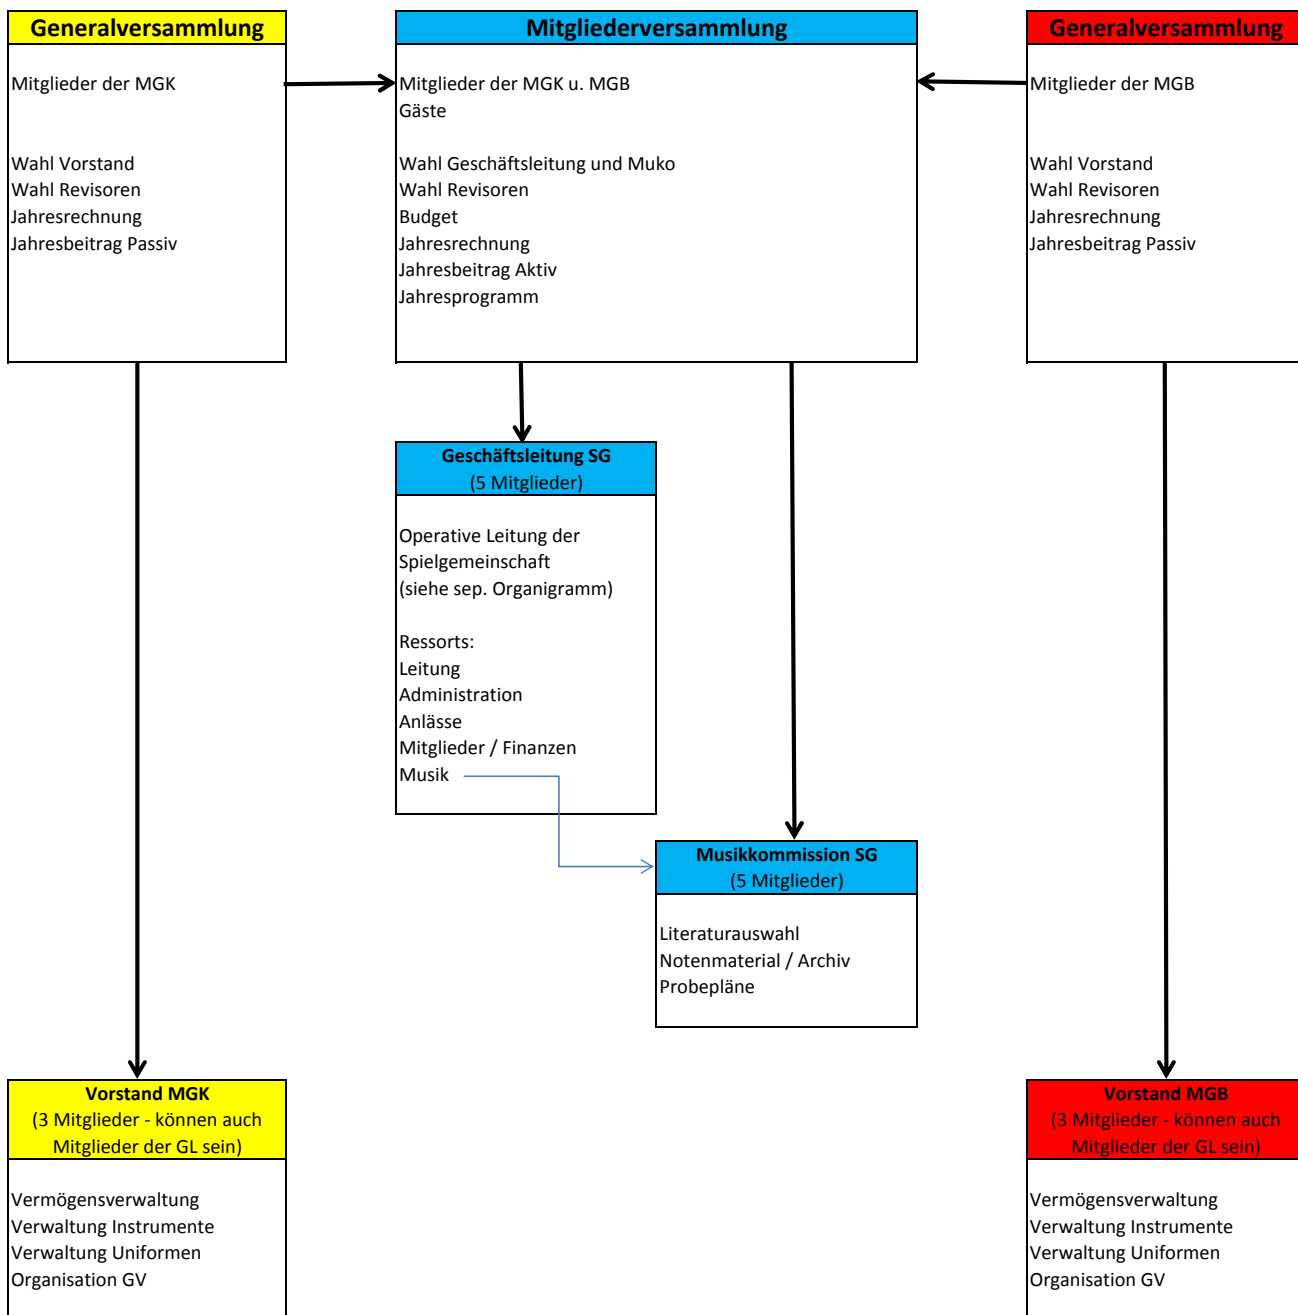 Generalversammlung
Mitglieder der MGK
Wahl Vorstand
Wahl Revisoren
Jahresrechnung
Jahresbeitrag Passiv
Mitgliederversammlung
Mitglieder der MGK u. MGB
Gäste
Wahl Geschäftsleitung und Muko
Wahl Revisoren
Budget
Jahresrechnung
Jahresbeitrag Aktiv
Jahresprogramm
Generalversammlung
Mitglieder der MGB
Wahl Vorstand
Wahl Revisoren
Jahresrechnung
Jahresbeitrag Passiv
Geschäftsleitung SG
(5 Mitglieder)
Operative Leitung der
Spielgemeinschaft
(siehe sep. Organigramm)
Ressorts:
Leitung
Administration
Anlässe
Mitglieder / Finanzen
Musik
Musikkommission SG
(5 Mitglieder)
Literaturauswahl
Notenmaterial / Archiv
Probepläne
Vorstand MGK
(3 Mitglieder - können auch
Mitglieder der GL sein)
Vermögensverwaltung
Verwaltung Instrumente
Verwaltung Uniformen
Organisation GV
Vorstand MGB
(3 Mitglieder - können auch
Mitglieder der GL sein)
Vermögensverwaltung
Verwaltung Instrumente
Verwaltung Uniformen
Organisation GV